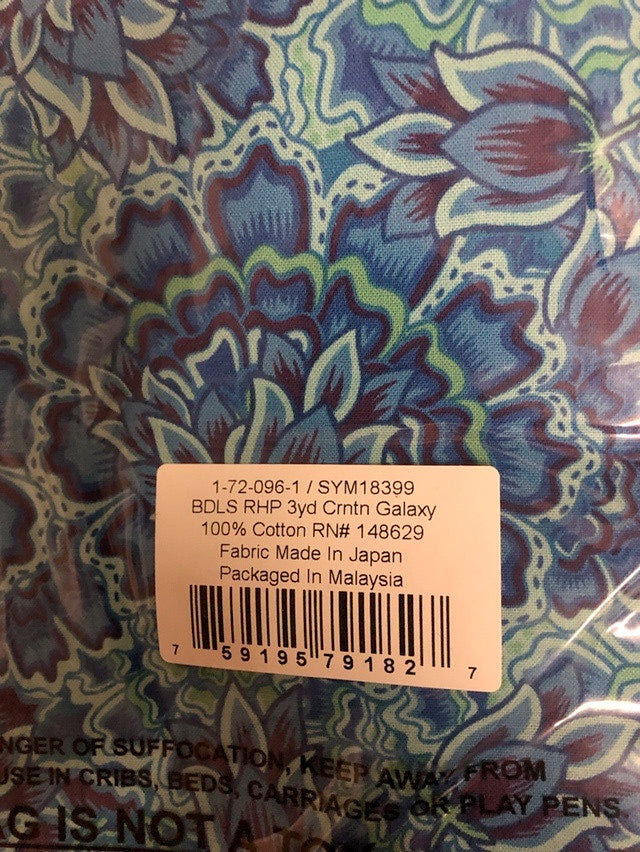 1-72-096-1 / SYM18399
BDLS RHP 3yd Crntn Galaxy
100% Cotton RN# 148629
Fabric Made In Japan
Packaged In Malaysia
7 59195 79182 7
NGER OF SUFFOCATION, KEEP AWAY FROM
USE IN CRIBS, BEDS, CARRIAGES OR PLAY PENS.
AG IS NOT A TO